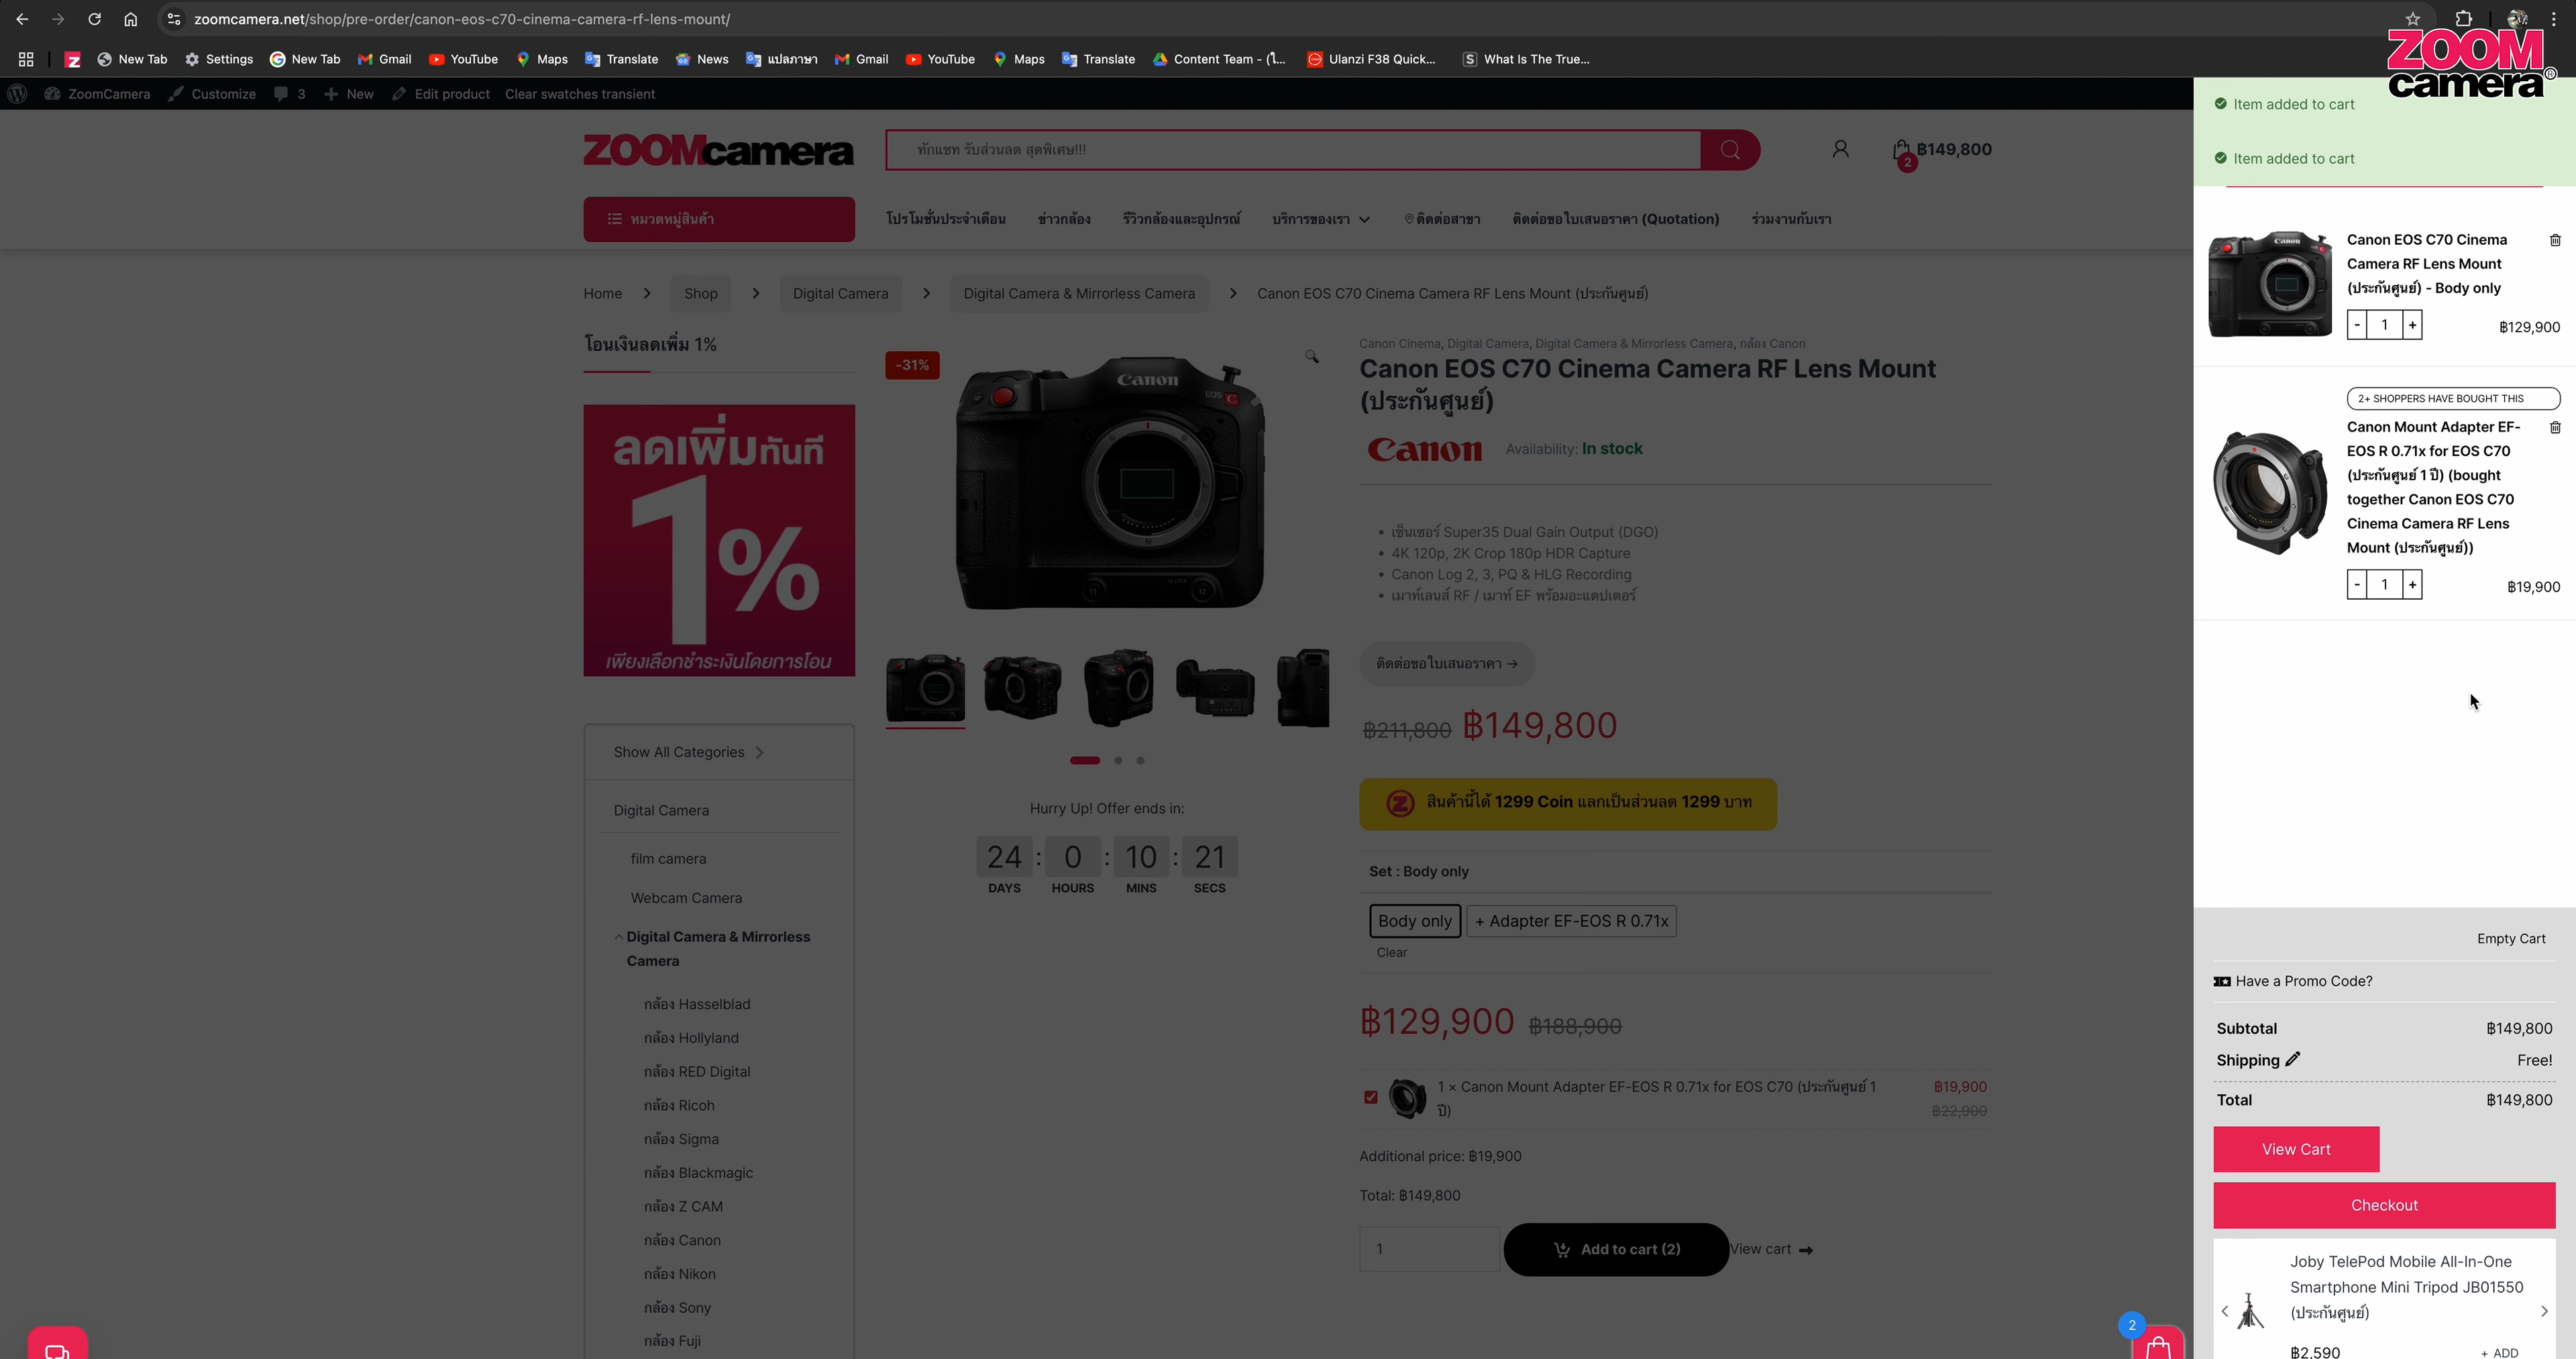 zoomcamera.net/shop/pre-order/canon-eos-c70-cinema-camera-rf-lens-mount/
New Tab
Settings
New Tab
Gmail
YouTube
Maps
Translate
News
แปลภาษา
Gmail
YouTube
Maps
Translate
Content Team - (ใ...
Ulanzi F38 Quick...
What Is The True...
ZOOM
camera®
ZoomCamera
Customize
3
New
Edit product
Clear swatches transient
ZOOMcamera
ทักแชท รับส่วนลด สุดพิเศษ!!!
฿149,800
2
หมวดหมู่สินค้า
โปรโมชั่นประจำเดือน
ข่าวกล้อง
รีวิวกล้องและอุปกรณ์
บริการของเรา
ติดต่อสาขา
ติดต่อขอใบเสนอราคา (Quotation)
ร่วมงานกับเรา
Home
Shop
Digital Camera
Digital Camera & Mirrorless Camera
Canon EOS C70 Cinema Camera RF Lens Mount (ประกันศูนย์)
โอนเงินลดเพิ่ม 1%
ลดเพิ่มทันที
1%
เพียงเลือกชำระเงินโดยการโอน
Show All Categories
Digital Camera
film camera
Webcam Camera
Digital Camera & Mirrorless
Camera
กล้อง Hasselblad
กล้อง Hollyland
กล้อง RED Digital
กล้อง Ricoh
กล้อง Sigma
กล้อง Blackmagic
กล้อง Z CAM
กล้อง Canon
กล้อง Nikon
กล้อง Sony
กล้อง Fuji
-31%
Canon
EOS C
Hurry Up! Offer ends in:
24 : 0 : 10 : 21
DAYS HOURS MINS SECS
Canon Cinema, Digital Camera, Digital Camera & Mirrorless Camera, กล้อง Canon
Canon EOS C70 Cinema Camera RF Lens Mount
(ประกันศูนย์)
Canon
Availability: In stock
• เซ็นเซอร์ Super35 Dual Gain Output (DGO)
• 4K 120p, 2K Crop 180p HDR Capture
• Canon Log 2, 3, PQ & HLG Recording
• เมาท์เลนส์ RF / เมาท์ EF พร้อมอะแดปเตอร์
ติดต่อขอใบเสนอราคา →
฿211,800 ฿149,800
สินค้านี้ได้ 1299 Coin แลกเป็นส่วนลด 1299 บาท
Set : Body only
Body only
+ Adapter EF-EOS R 0.71x
Clear
฿129,900 ฿188,900
1 × Canon Mount Adapter EF-EOS R 0.71x for EOS C70 (ประกันศูนย์ 1
ปี)
฿19,900
฿22,900
Additional price: ฿19,900
Total: ฿149,800
1
Add to cart (2)
View cart
Item added to cart
Item added to cart
Canon
Canon EOS C70 Cinema
Camera RF Lens Mount
(ประกันศูนย์) - Body only
- 1 +
฿129,900
2+ SHOPPERS HAVE BOUGHT THIS
Canon Mount Adapter EF-
EOS R 0.71x for EOS C70
(ประกันศูนย์ 1 ปี) (bought
together Canon EOS C70
Cinema Camera RF Lens
Mount (ประกันศูนย์))
- 1 +
฿19,900
Empty Cart
Have a Promo Code?
Subtotal ฿149,800
Shipping Free!
Total ฿149,800
View Cart
Checkout
Joby TelePod Mobile All-In-One
Smartphone Mini Tripod JB01550
(ประกันศูนย์)
฿2,590
+ ADD
2